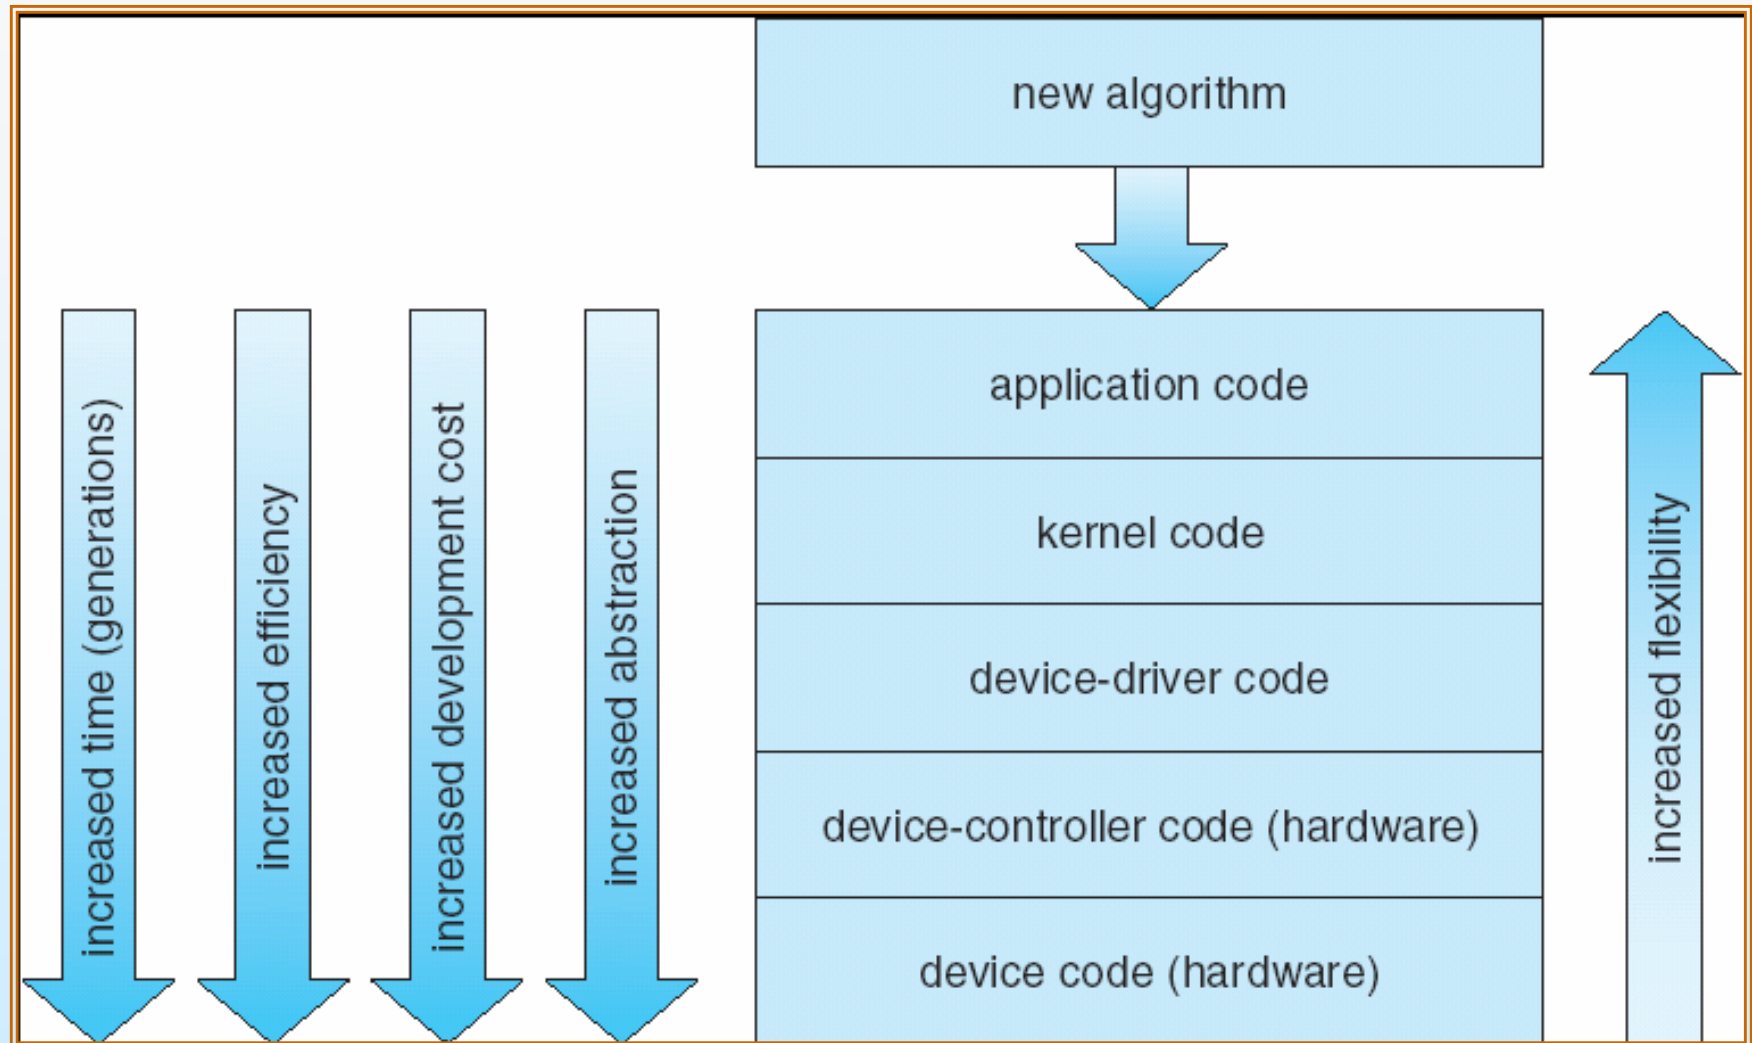 new algorithm
increased time (generations)
increased efficiency
increased development cost
increased abstraction
application code
kernel code
device-driver code
device-controller code (hardware)
device code (hardware)
increased flexibility